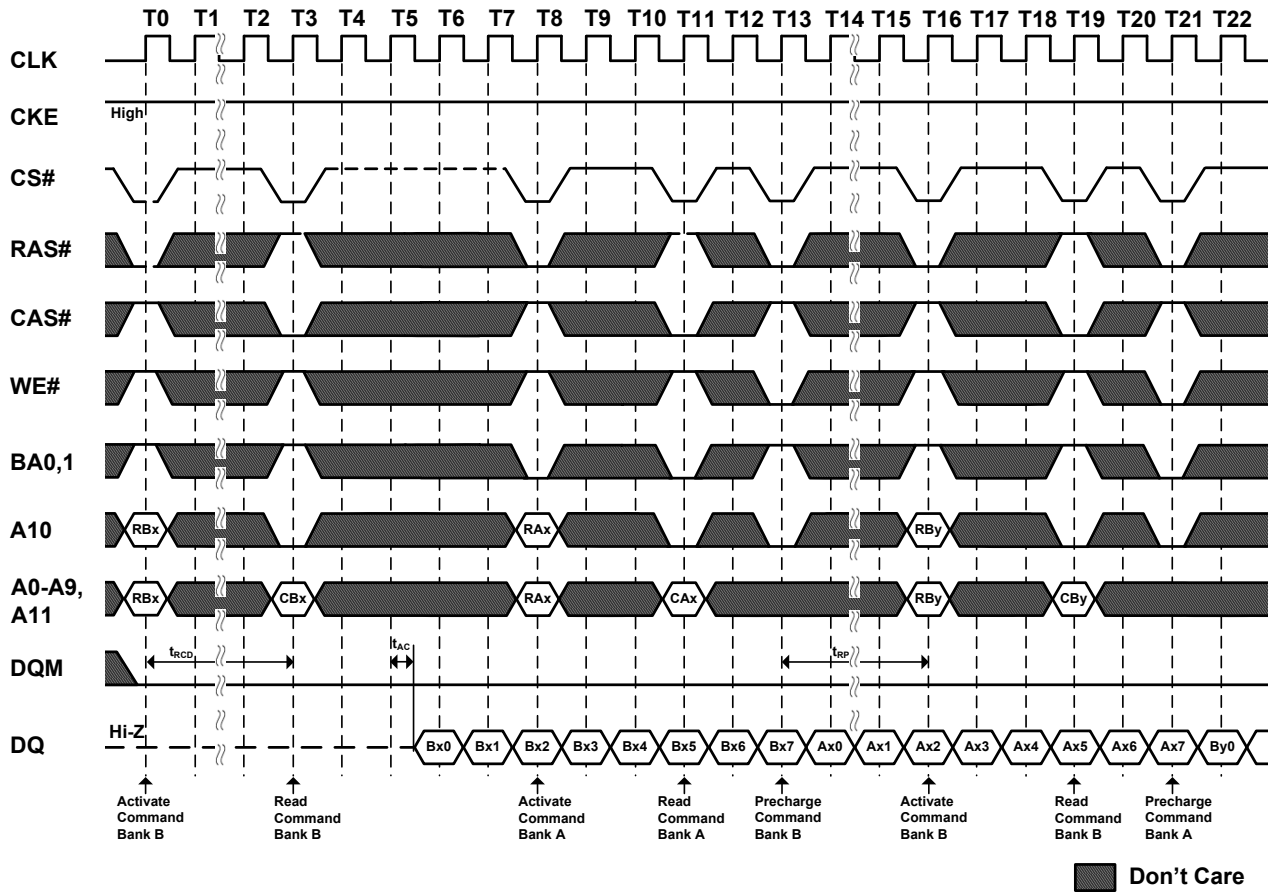 T0 T1 T2 T3 T4 T5 T6 T7 T8 T9 T10 T11 T12 T13 T14 T15 T16 T17 T18 T19 T20 T21 T22
CLK
CKE
High
CS#
RAS#
CAS#
WE#
BA0,1
A10
RBx RAx RBy
A0-A9,
A11
RBx CBx RAx CAx RBy CBy
DQM
tRCD tAC tRP
DQ
Hi-Z
Bx0 Bx1 Bx2 Bx3 Bx4 Bx5 Bx6 Bx7 Ax0 Ax1 Ax2 Ax3 Ax4 Ax5 Ax6 Ax7 By0
Activate
Command
Bank B
Read
Command
Bank B
Activate
Command
Bank A
Read
Command
Bank A
Precharge
Command
Bank B
Activate
Command
Bank B
Read
Command
Bank B
Precharge
Command
Bank A
Don't Care